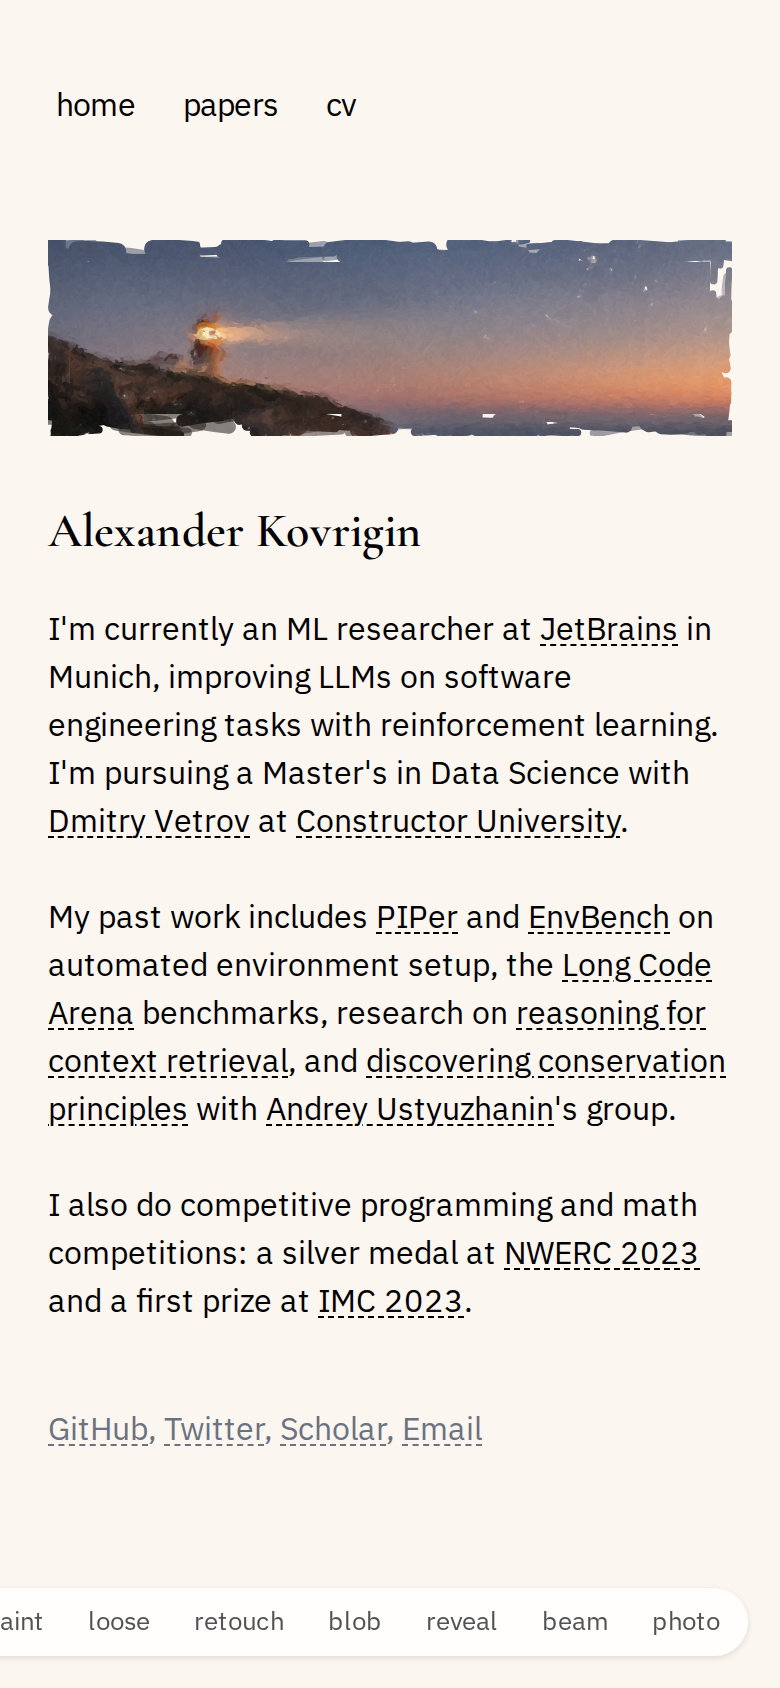 home papers cv
Alexander Kovrigin
I'm currently an ML researcher at JetBrains in
Munich, improving LLMs on software
engineering tasks with reinforcement learning.
I'm pursuing a Master's in Data Science with
Dmitry Vetrov at Constructor University.
My past work includes PIPer and EnvBench on
automated environment setup, the Long Code
Arena benchmarks, research on reasoning for
context retrieval, and discovering conservation
principles with Andrey Ustyuzhanin's group.
I also do competitive programming and math
competitions: a silver medal at NWERC 2023
and a first prize at IMC 2023.
GitHub, Twitter, Scholar, Email
aint loose retouch blob reveal beam photo